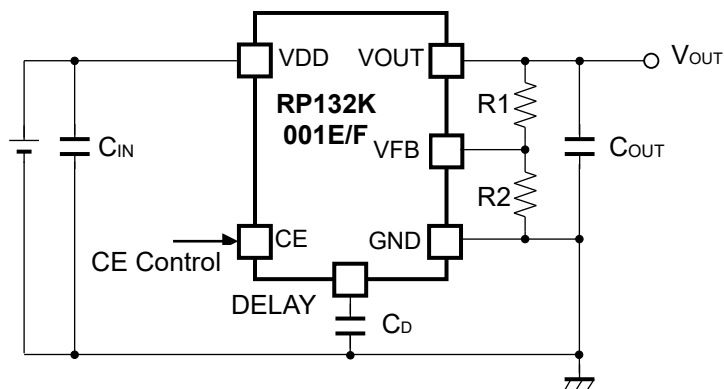 VDD
VOUT
VOUT
RP132K
001E/F
R1
CIN
VFB
COUT
R2
CE
GND
CE Control
DELAY
CD